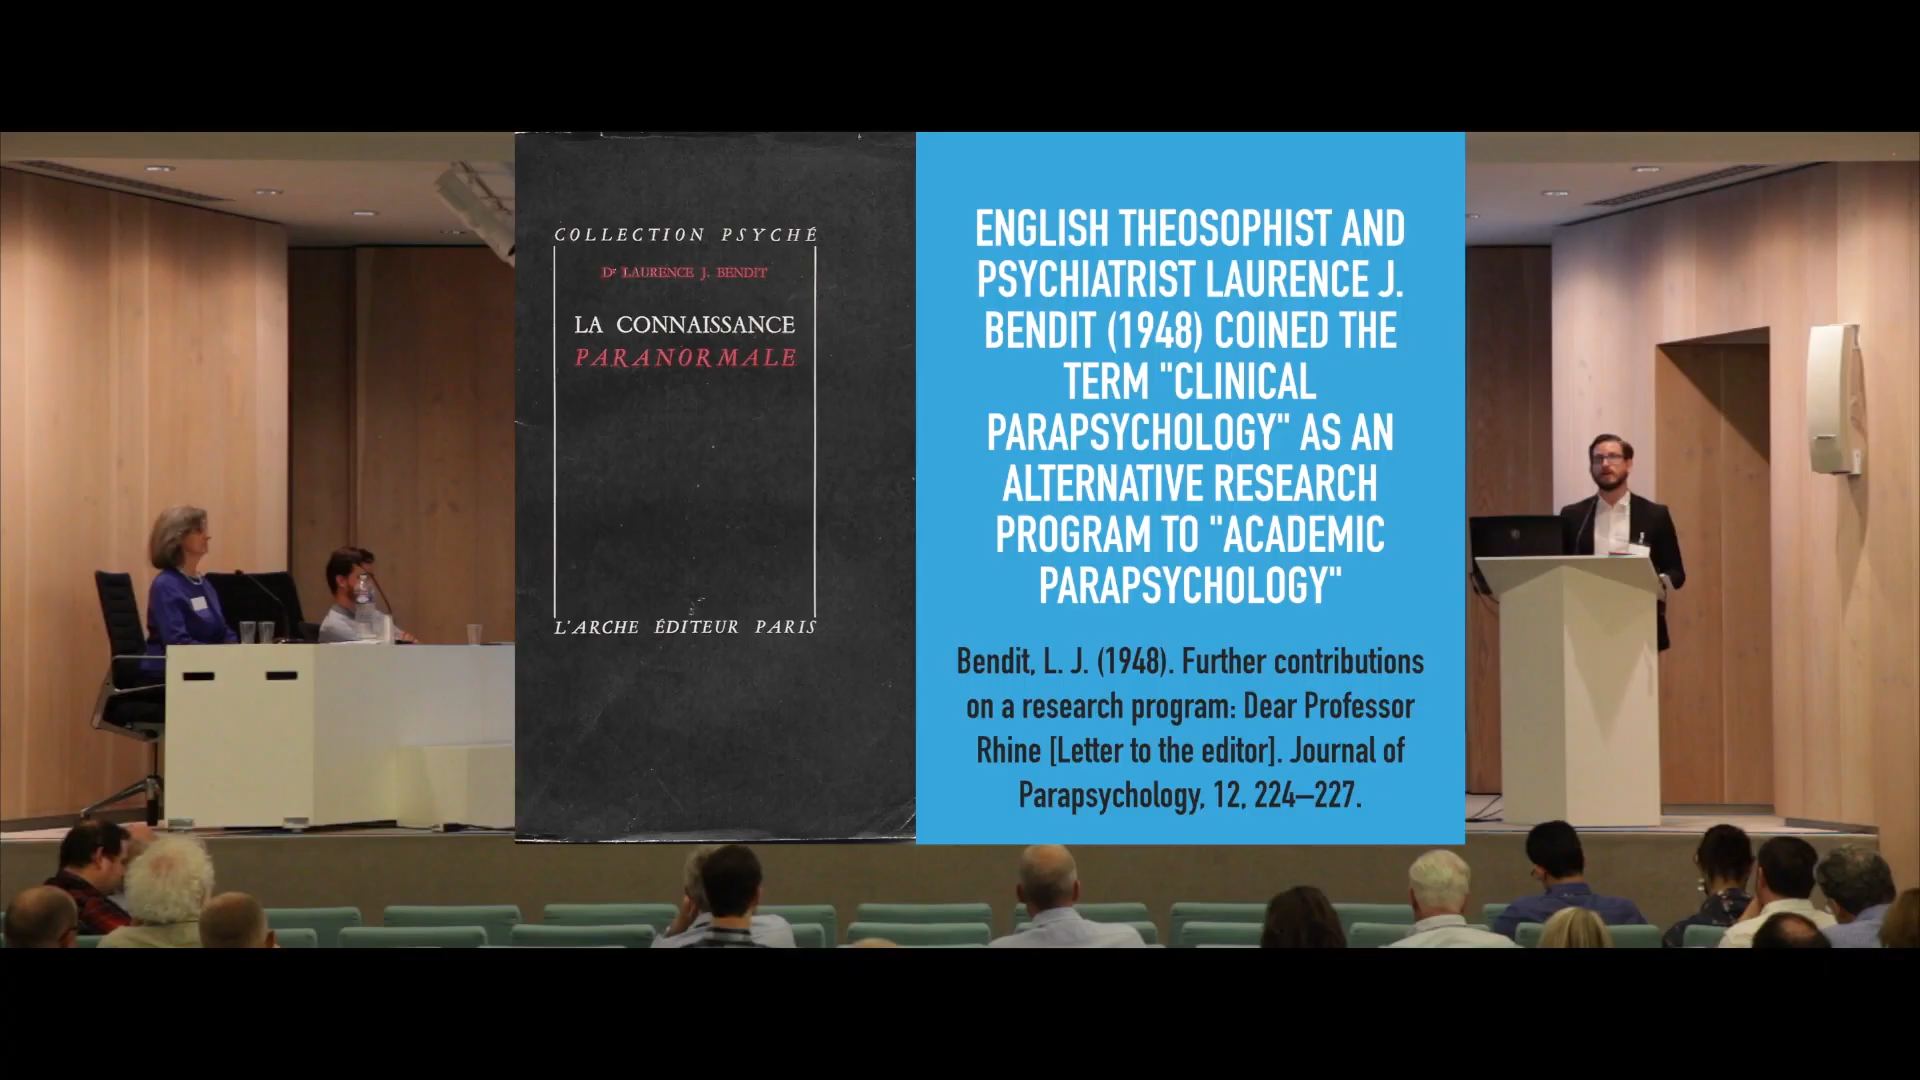 COLLECTION PSYCHÉ
Dr LAURENCE J. BENDIT
LA CONNAISSANCE
PARANORMALE
L'ARCHE ÉDITEUR PARIS
ENGLISH THEOSOPHIST AND
PSYCHIATRIST LAURENCE J.
BENDIT (1948) COINED THE
TERM "CLINICAL
PARAPSYCHOLOGY" AS AN
ALTERNATIVE RESEARCH
PROGRAM TO "ACADEMIC
PARAPSYCHOLOGY"
Bendit, L. J. (1948). Further contributions
on a research program: Dear Professor
Rhine [Letter to the editor]. Journal of
Parapsychology, 12, 224–227.